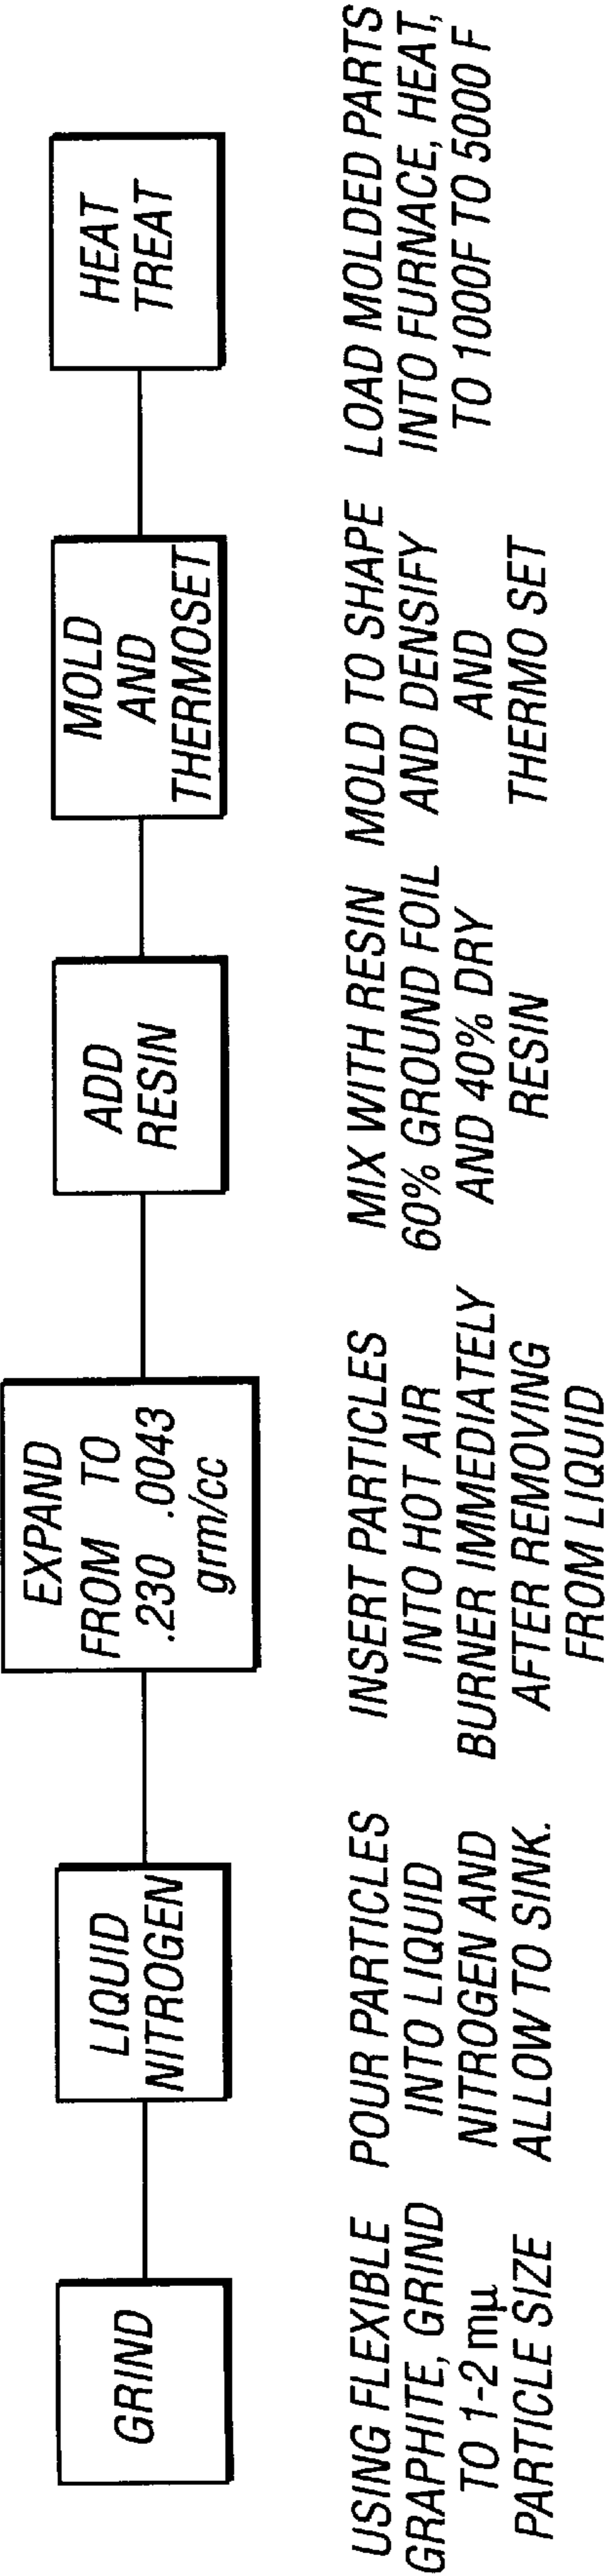 GRIND
USING FLEXIBLE
GRAPHITE, GRIND
TO 1-2 mµ
PARTICLE SIZE
LIQUID
NITROGEN
POUR PARTICLES
INTO LIQUID
NITROGEN AND
ALLOW TO SINK.
EXPAND
FROM TO
.230 .0043
grm/cc
INSERT PARTICLES
INTO HOT AIR
BURNER IMMEDIATELY
AFTER REMOVING
FROM LIQUID
ADD
RESIN
MIX WITH RESIN
60% GROUND FOIL
AND 40% DRY
RESIN
MOLD
AND
THERMOSET
MOLD TO SHAPE
AND DENSIFY
AND
THERMO SET
HEAT
TREAT
LOAD MOLDED PARTS
INTO FURNACE, HEAT,
TO 1000F TO 5000 F